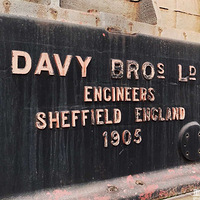 DAVY BROS LD
ENGINEERS
SHEFFIELD ENGLAND
1905